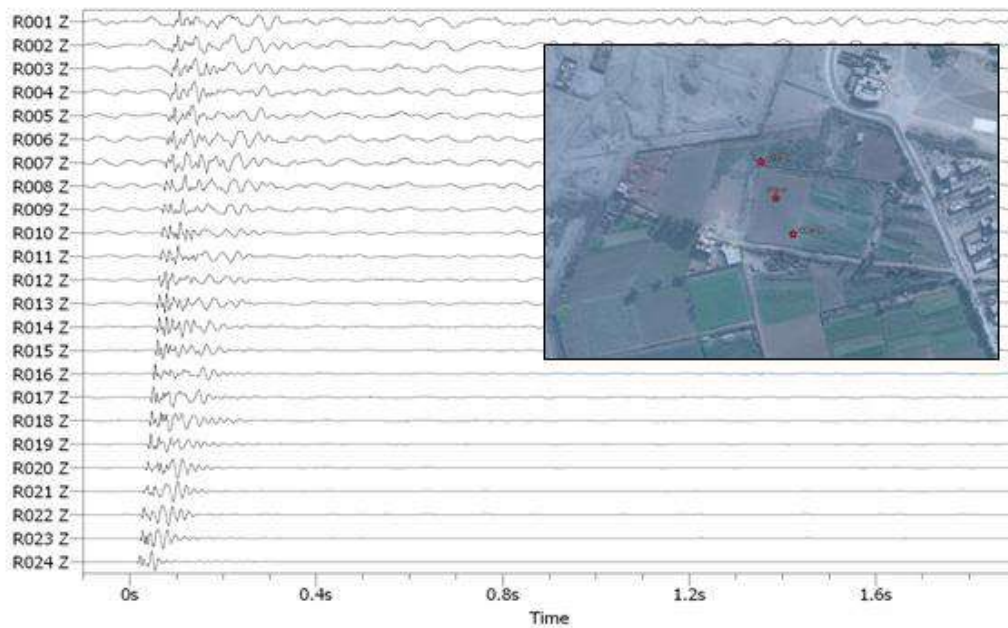 R001 Z
R002 Z
R003 Z
R004 Z
R005 Z
R006 Z
R007 Z
R008 Z
R009 Z
R010 Z
R011 Z
R012 Z
R013 Z
R014 Z
R015 Z
R016 Z
R017 Z
R018 Z
R019 Z
R020 Z
R021 Z
R022 Z
R023 Z
R024 Z
0s 0.4s 0.8s 1.2s 1.6s
Time